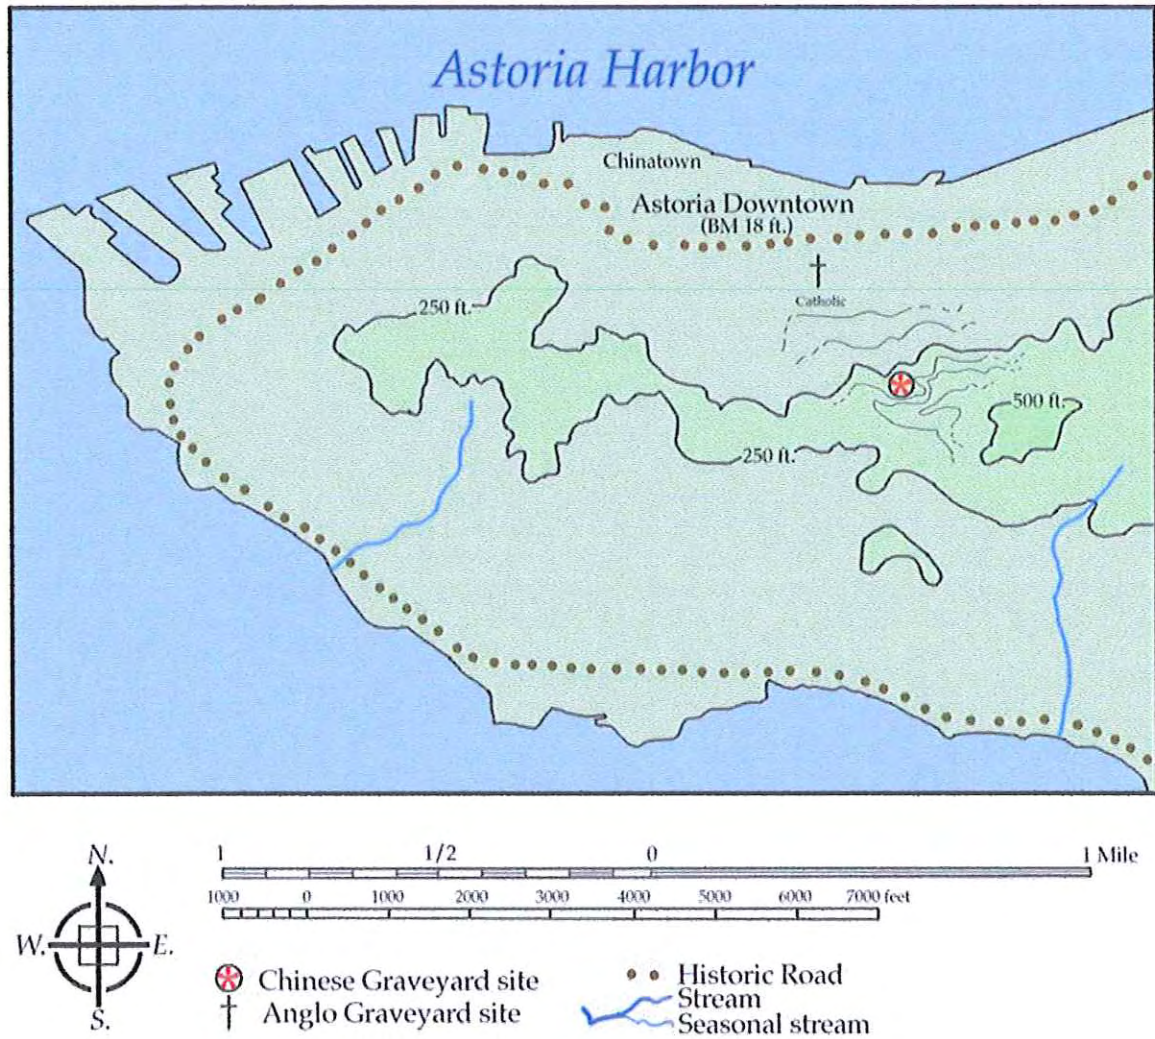 Astoria Harbor
Chinatown
Astoria Downtown
(BM 18 ft.)
Catholic
250 ft.
500 ft.
250 ft.
N.
W. E.
S.
1 1/2 0 1 Mile
1000 0 1000 2000 3000 4000 5000 6000 7000 feet
Chinese Graveyard site
Anglo Graveyard site
Historic Road
Stream
Seasonal stream